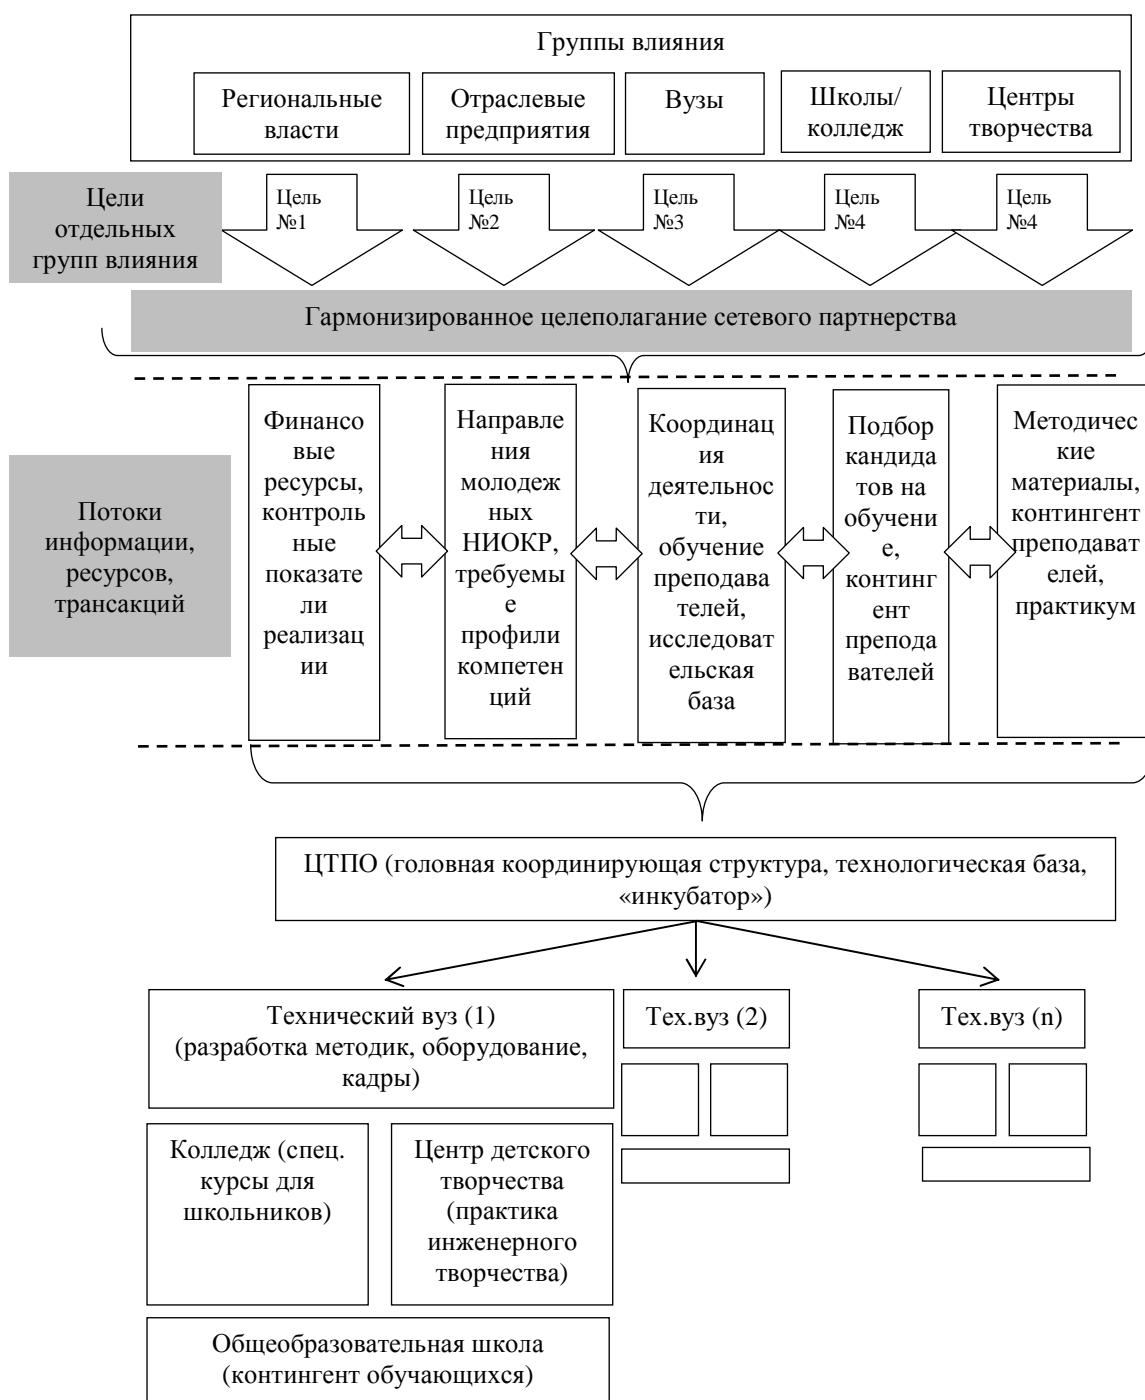 Группы влияния
Региональные
власти
Отраслевые
предприятия
Вузы
Школы/
колледж
Центры
творчества
Цели
отдельных
групп влияния
Цель
№1
Цель
№2
Цель
№3
Цель
№4
Цель
№4
Гармонизированное целеполагание сетевого партнерства
Потоки
информации,
ресурсов,
трансакций
Финансо
вые
ресурсы,
контроль
ные
показате
ли
реализац
ии
Направле
ния
молодеж
ных
НИОКР,
требуемы
е
профили
компетен
ций
Координац
ия
деятельнос
ти,
обучение
преподава
телей,
исследоват
ельская
база
Подбор
кандида
тов на
обучени
е,
континг
ент
препода
вателей
Методичес
кие
материалы,
контингент
преподават
елей,
практикум
ЦТПО (головная координирующая структура, технологическая база,
«инкубатор»)
Технический вуз (1)
(разработка методик, оборудование,
кадры)
Тех.вуз (2)
Тех.вуз (n)
Колледж (спец.
курсы для
школьников)
Центр детского
творчества
(практика
инженерного
творчества)
Общеобразовательная школа
(контингент обучающихся)